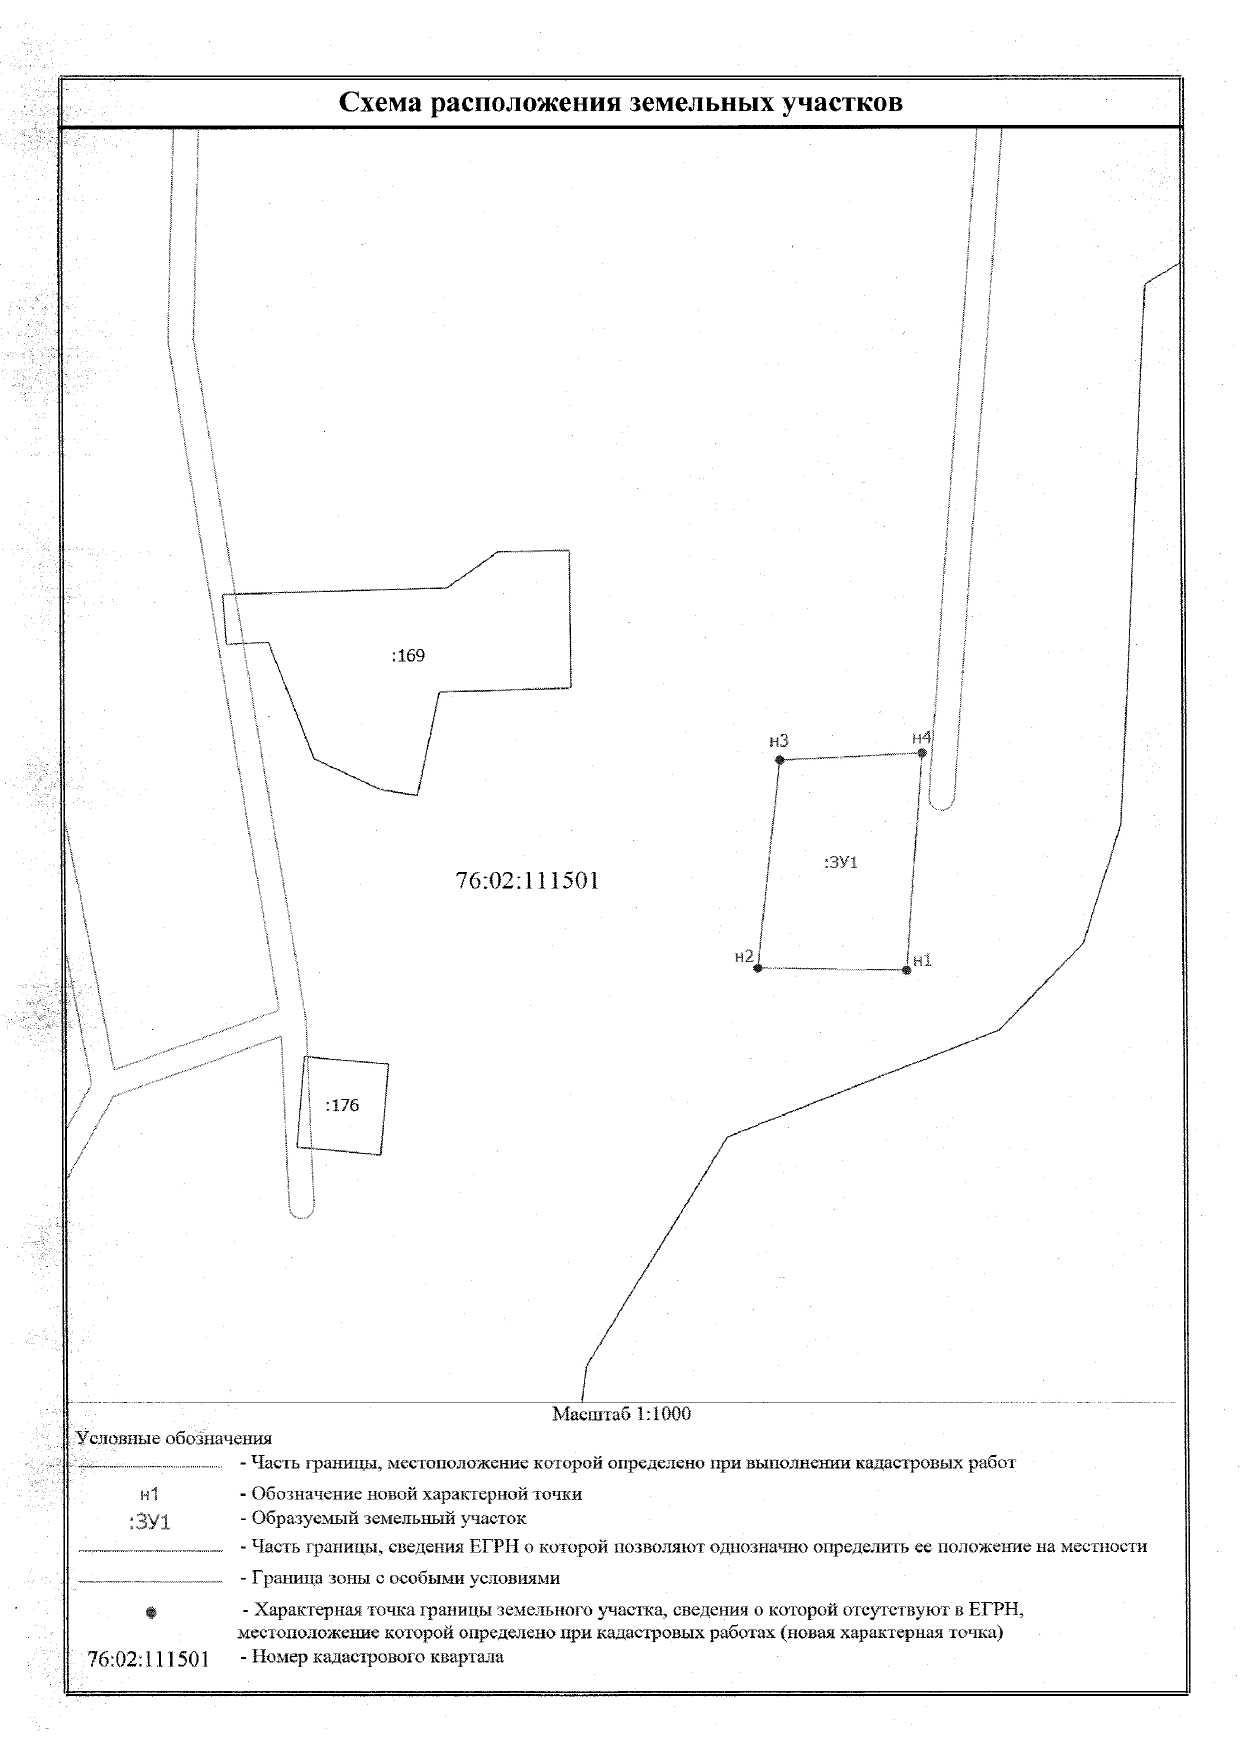 Схема расположения земельных участков
:169
н3
н4
:ЗУ1
76:02:111501
н2
н1
:176
Масштаб 1:1000
Условные обозначения
- Часть границы, местоположение которой определено при выполнении кадастровых работ
н1 - Обозначение новой характерной точки
:ЗУ1 - Образуемый земельный участок
- Часть границы, сведения ЕГРН о которой позволяют однозначно определить ее положение на местности
- Граница зоны с особыми условиями
- Характерная точка границы земельного участка, сведения о которой отсутствуют в ЕГРН,
местоположение которой определено при кадастровых работах (новая характерная точка)
76:02:111501 - Номер кадастрового квартала